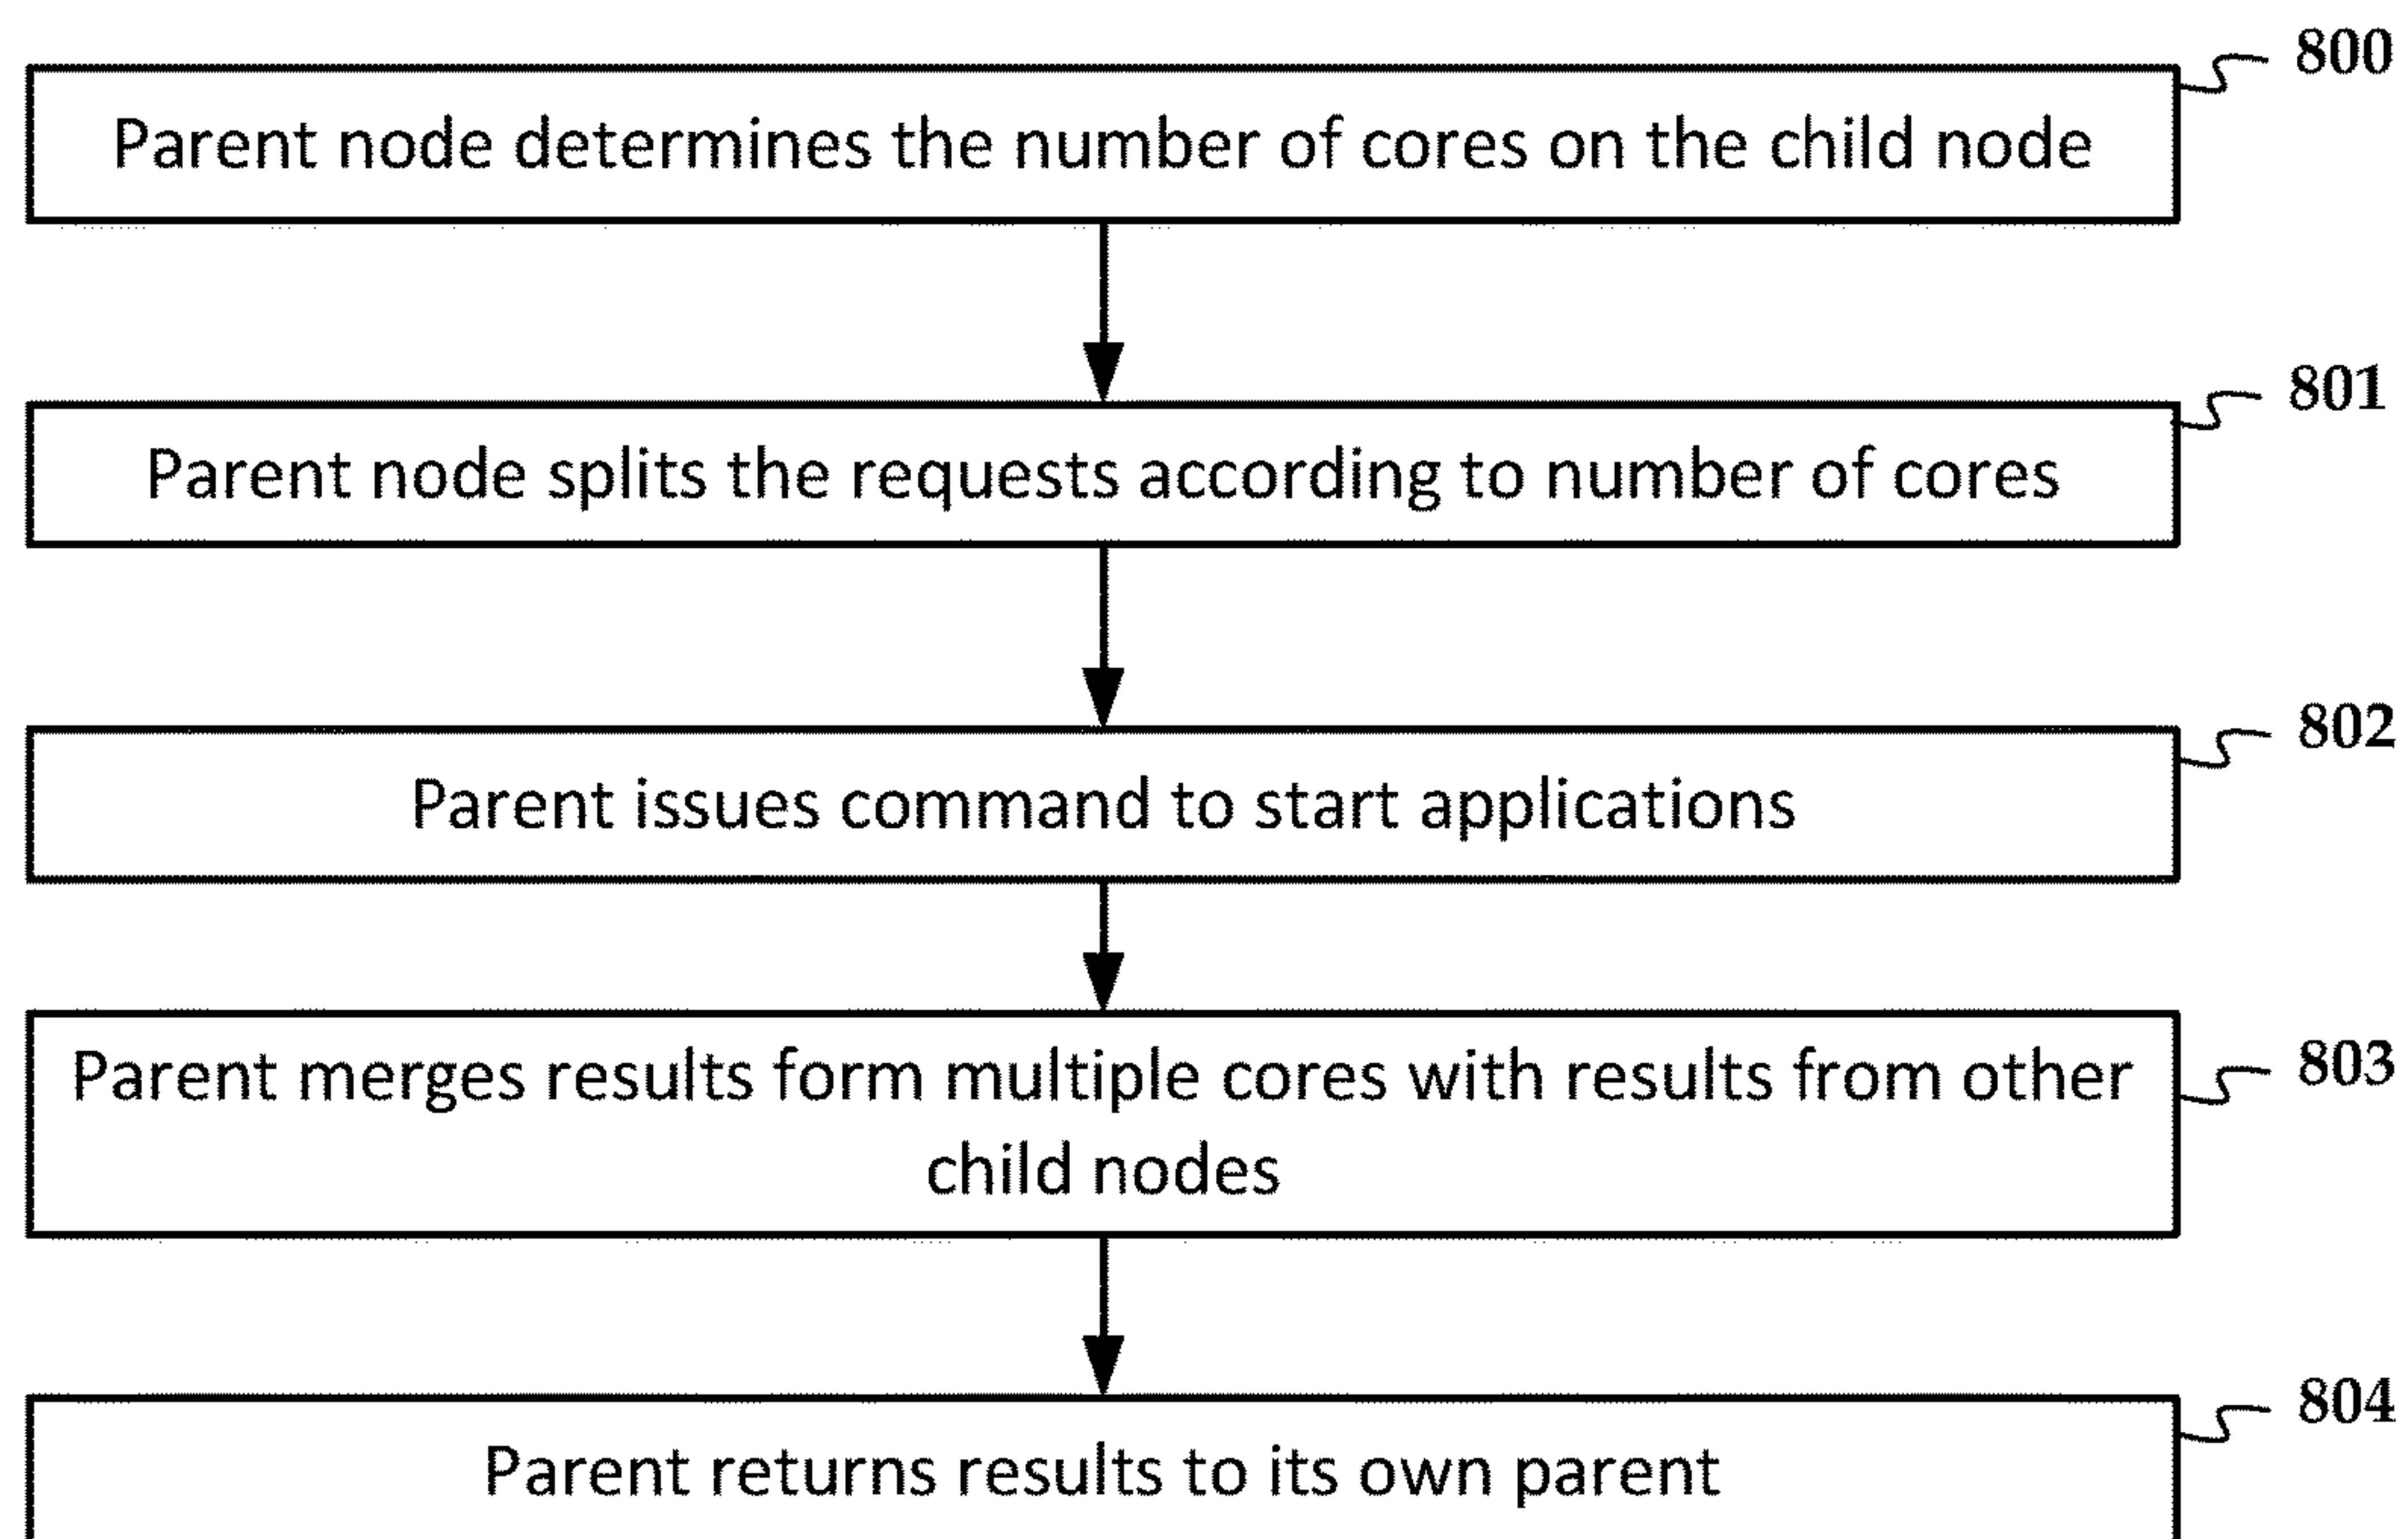 800
Parent node determines the number of cores on the child node
801
Parent node splits the requests according to number of cores
802
Parent issues command to start applications
803
Parent merges results form multiple cores with results from other
child nodes
804
Parent returns results to its own parent